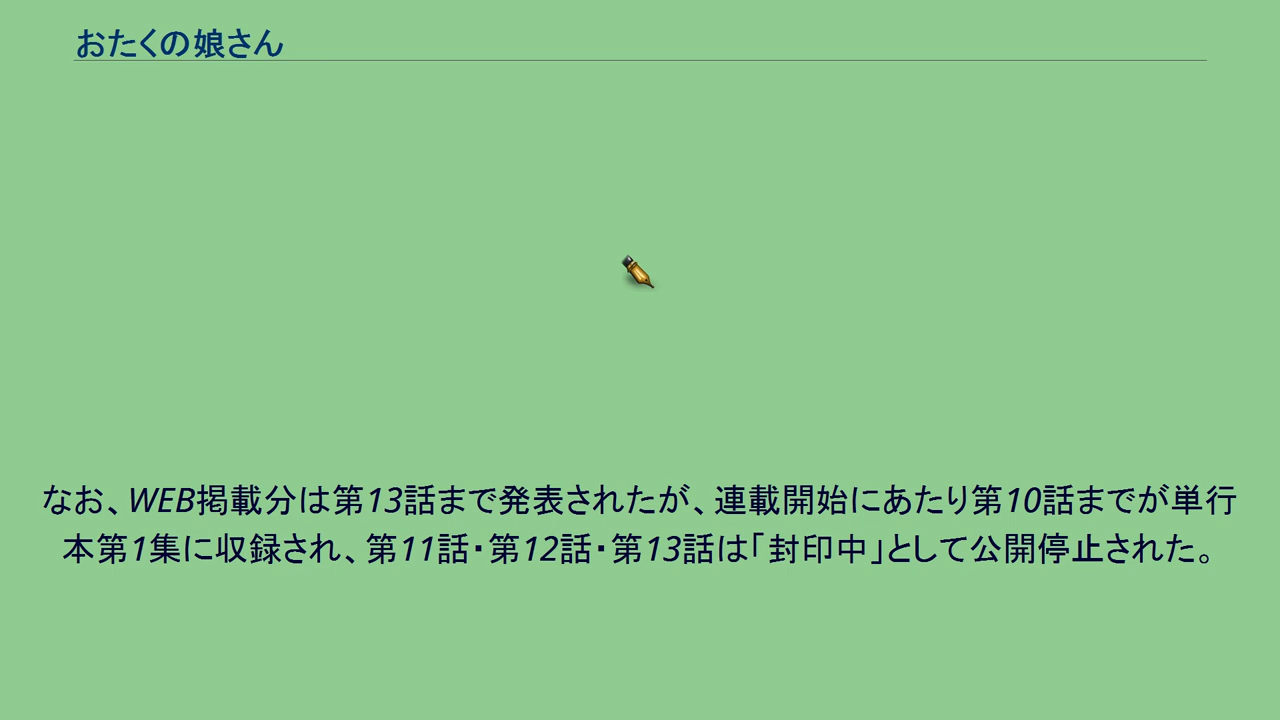 おたくの娘さん
なお、WEB掲載分は第13話まで発表されたが、連載開始にあたり第10話までが単行
本第1集に収録され、第11話・第12話・第13話は「封印中」として公開停止された。